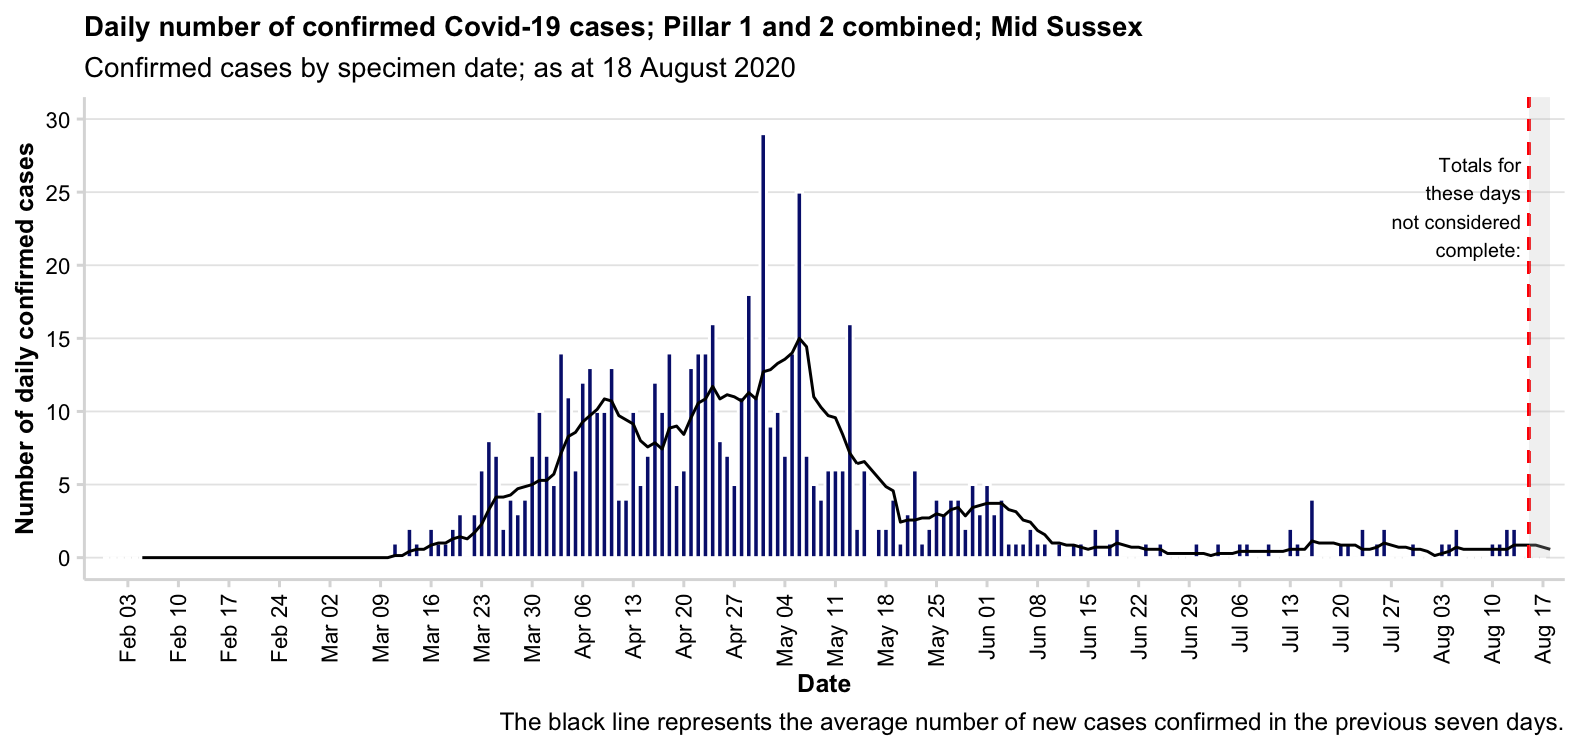 Daily number of confirmed Covid-19 cases; Pillar 1 and 2 combined; Mid Sussex
Confirmed cases by specimen date; as at 18 August 2020
Number of daily confirmed cases
30
25
20
15
10
5
0
Totals for
these days
not considered
complete:
Feb 03
Feb 10
Feb 17
Feb 24
Mar 02
Mar 09
Mar 16
Mar 23
Mar 30
Apr 06
Apr 13
Apr 20
Apr 27
May 04
May 11
May 18
May 25
Jun 01
Jun 08
Jun 15
Jun 22
Jun 29
Jul 06
Jul 13
Jul 20
Jul 27
Aug 03
Aug 10
Aug 17
Date
The black line represents the average number of new cases confirmed in the previous seven days.